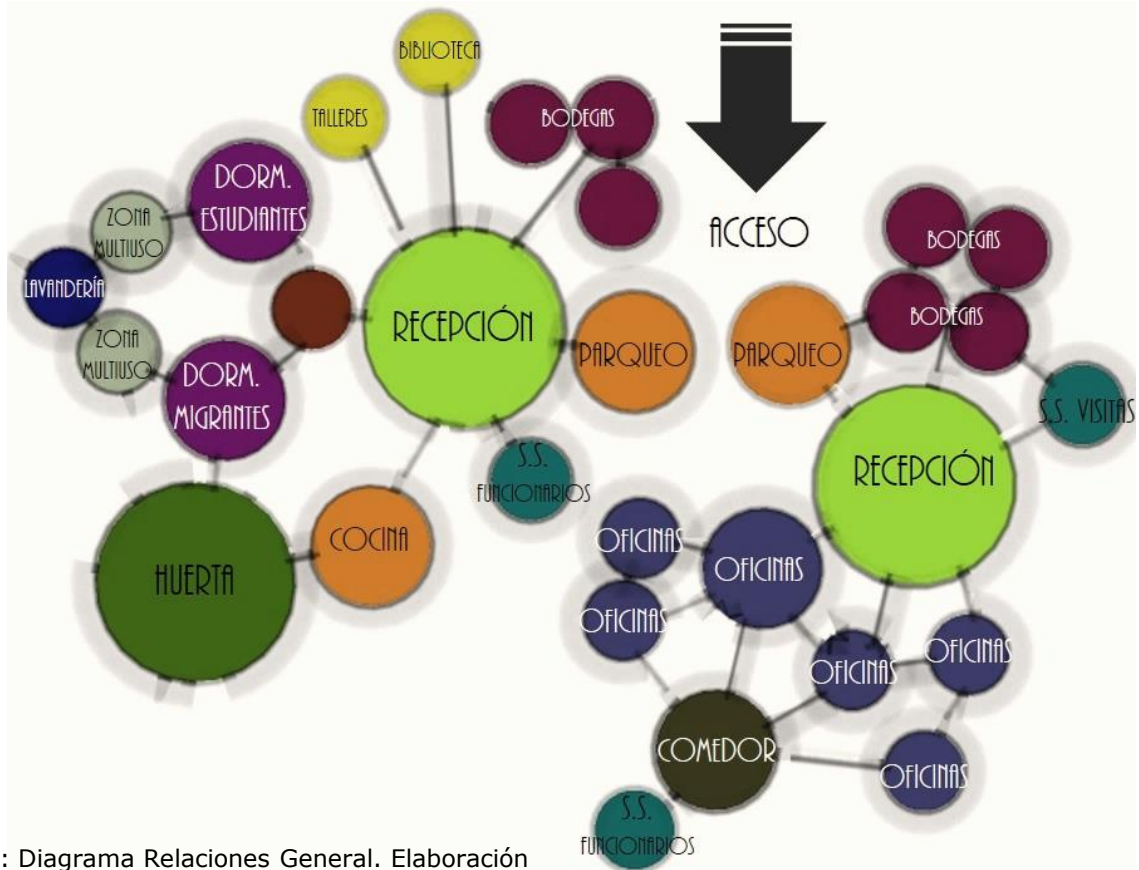 BIBLIOTECA
TALLERES
BODEGAS
DORM.
ESTUDIANTES
ZONA
MULTIUSO
LAVANDERÍA
ZONA
MULTIUSO
DORM.
MIGRANTES
RECEPCIÓN
PARQUEO
S.S.
FUNCIONARIOS
COCINA
HUERTA
ACCESO
BODEGAS
BODEGAS
PARQUEO
S.S. VISITAS
RECEPCIÓN
OFICINAS
OFICINAS
OFICINAS
OFICINAS
OFICINAS
COMEDOR
OFICINAS
S.S.
FUNCIONARIOS
: Diagrama Relaciones General. Elaboración